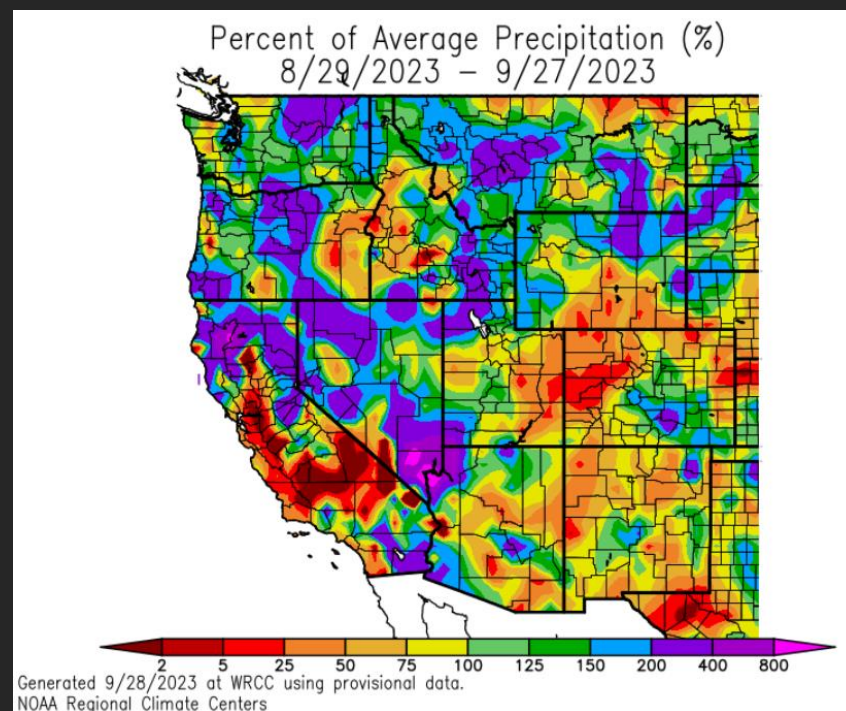 Percent of Average Precipitation (%)
8/29/2023 – 9/27/2023
2 5 25 50 75 100 125 150 200 400 800
Generated 9/28/2023 at WRCC using provisional data.
NOAA Regional Climate Centers